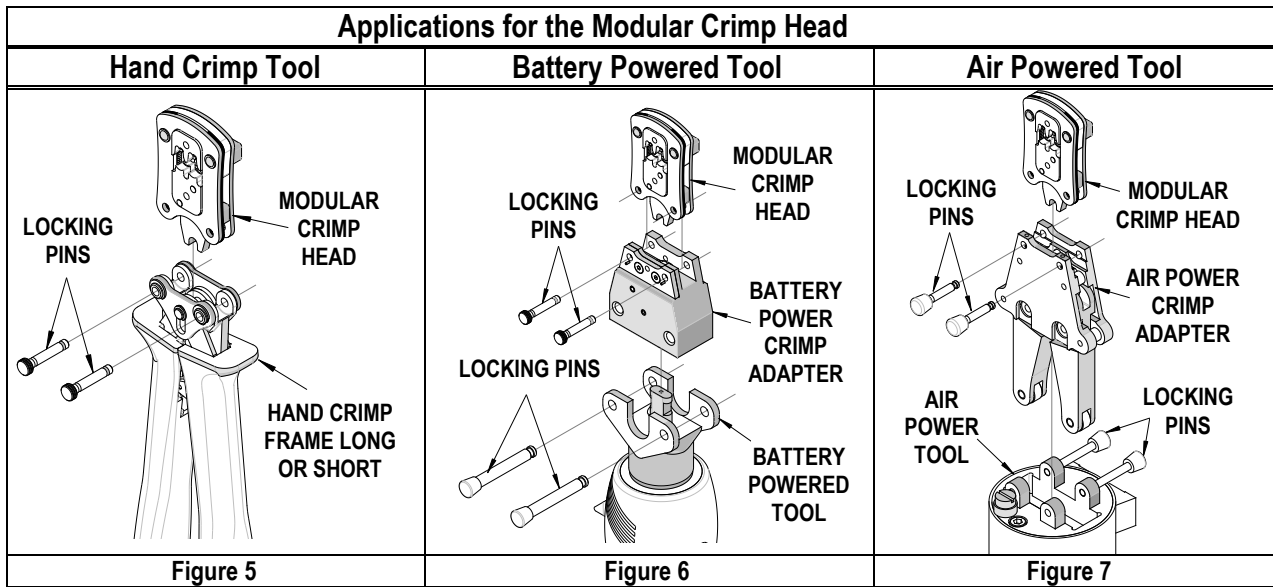 Applications for the Modular Crimp Head
Hand Crimp Tool
Battery Powered Tool
Air Powered Tool
MODULAR
CRIMP
HEAD
LOCKING
PINS
HAND CRIMP
FRAME LONG
OR SHORT
MODULAR
CRIMP
HEAD
LOCKING
PINS
BATTERY
POWER
CRIMP
ADAPTER
LOCKING PINS
BATTERY
POWERED
TOOL
LOCKING
PINS
MODULAR
CRIMP HEAD
AIR POWER
CRIMP
ADAPTER
AIR
POWER
TOOL
LOCKING
PINS
Figure 5
Figure 6
Figure 7